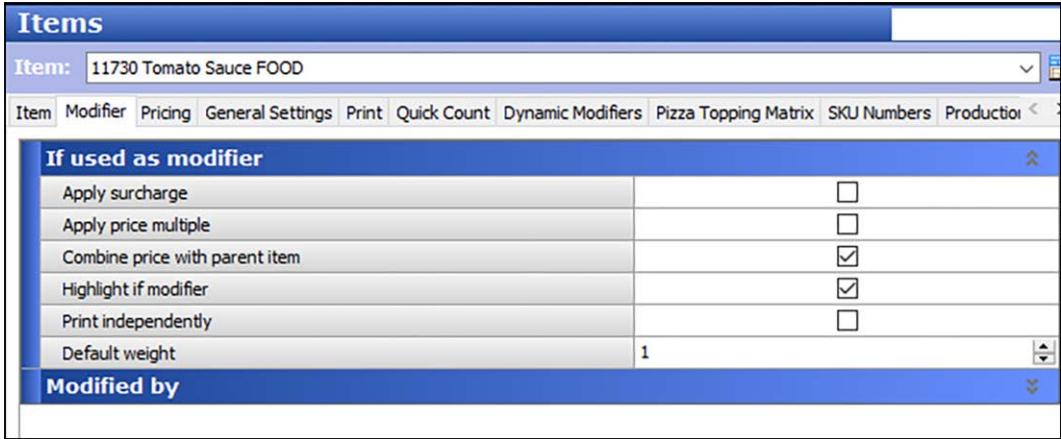 Items
Item: 11730 Tomato Sauce FOOD
Item Modifier Pricing General Settings Print Quick Count Dynamic Modifiers Pizza Topping Matrix SKU Numbers
If used as modifier
Apply surcharge
Apply price multiple
Combine price with parent item
Highlight if modifier
Print independently
Default weight 1
Modified by